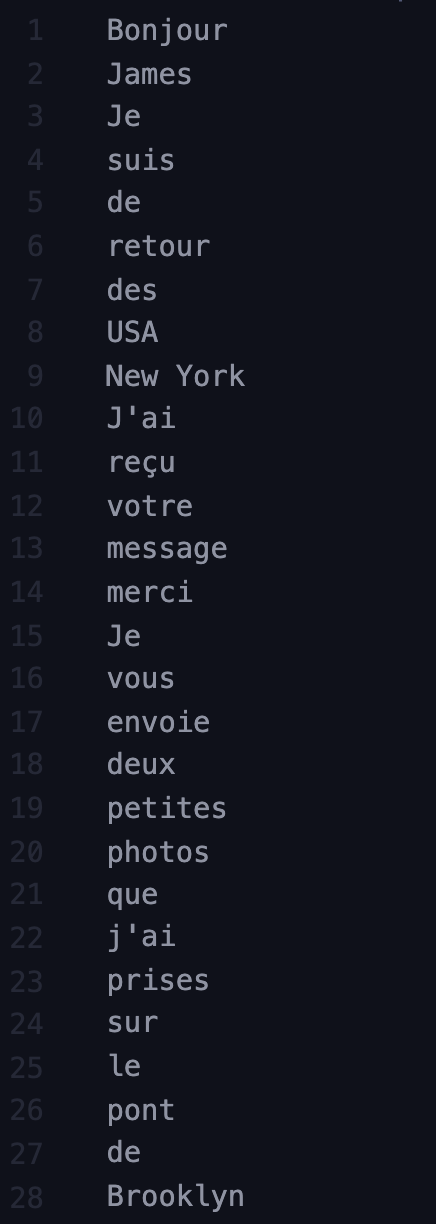 1 Bonjour
2 James
3 Je
4 suis
5 de
6 retour
7 des
8 USA
9 New York
10 J'ai
11 reçu
12 votre
13 message
14 merci
15 Je
16 vous
17 envoie
18 deux
19 petites
20 photos
21 que
22 j'ai
23 prises
24 sur
25 le
26 pont
27 de
28 Brooklyn